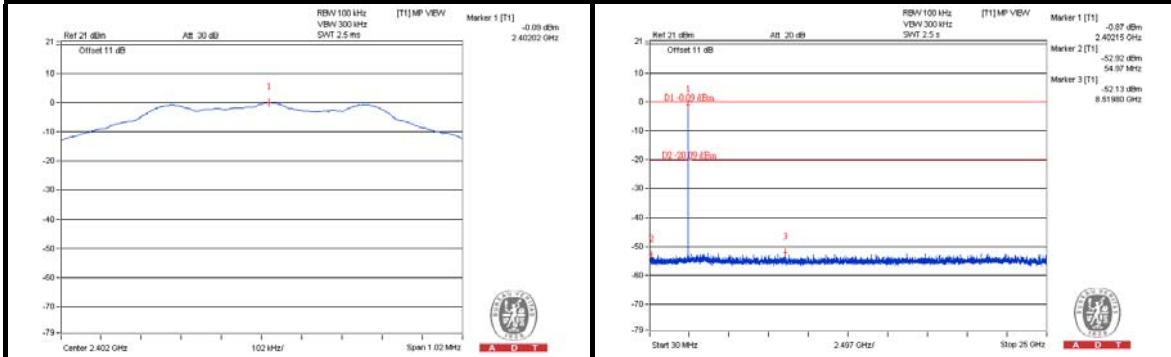 RBW 100 kHz
[T1] MP VIEW
VBW 300 kHz
Ref 21 dBm
Att 30 dB
SWT 2.5 ms
Marker 1 [T1]
-0.09 dBm
2.40202 GHz
21
Offset 11 dB
10
1
0
-10
-20
-30
-40
-50
-60
-70
-79
Center 2.402 GHz
102 kHz/
Span 1.02 MHz
BUREAU VERITAS
1828
A D T
RBW 100 kHz
[T1] MP VIEW
VBW 300 kHz
Ref 21 dBm
Att 20 dB
SWT 2.5 s
Marker 1 [T1]
-0.87 dBm
2.40215 GHz
Marker 2 [T1]
-52.92 dBm
54.97 MHz
Marker 3 [T1]
-52.13 dBm
8.51980 GHz
21
Offset 11 dB
10
1
0
D1 -0.09 dBm
-10
-20
D2 -20.09 dBm
-30
-40
2
3
-50
-60
-70
-79
Start 30 MHz
2.497 GHz/
Stop 25 GHz
BUREAU VERITAS
1828
A D T